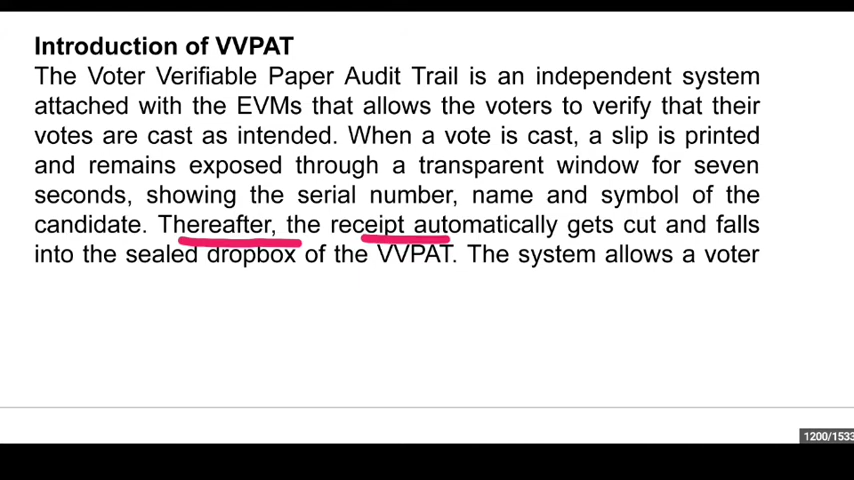 Introduction of VVPAT
The Voter Verifiable Paper Audit Trail is an independent system
attached with the EVMs that allows the voters to verify that their
votes are cast as intended. When a vote is cast, a slip is printed
and remains exposed through a transparent window for seven
seconds, showing the serial number, name and symbol of the
candidate. Thereafter, the receipt automatically gets cut and falls
into the sealed dropbox of the VVPAT. The system allows a voter
1200/1533